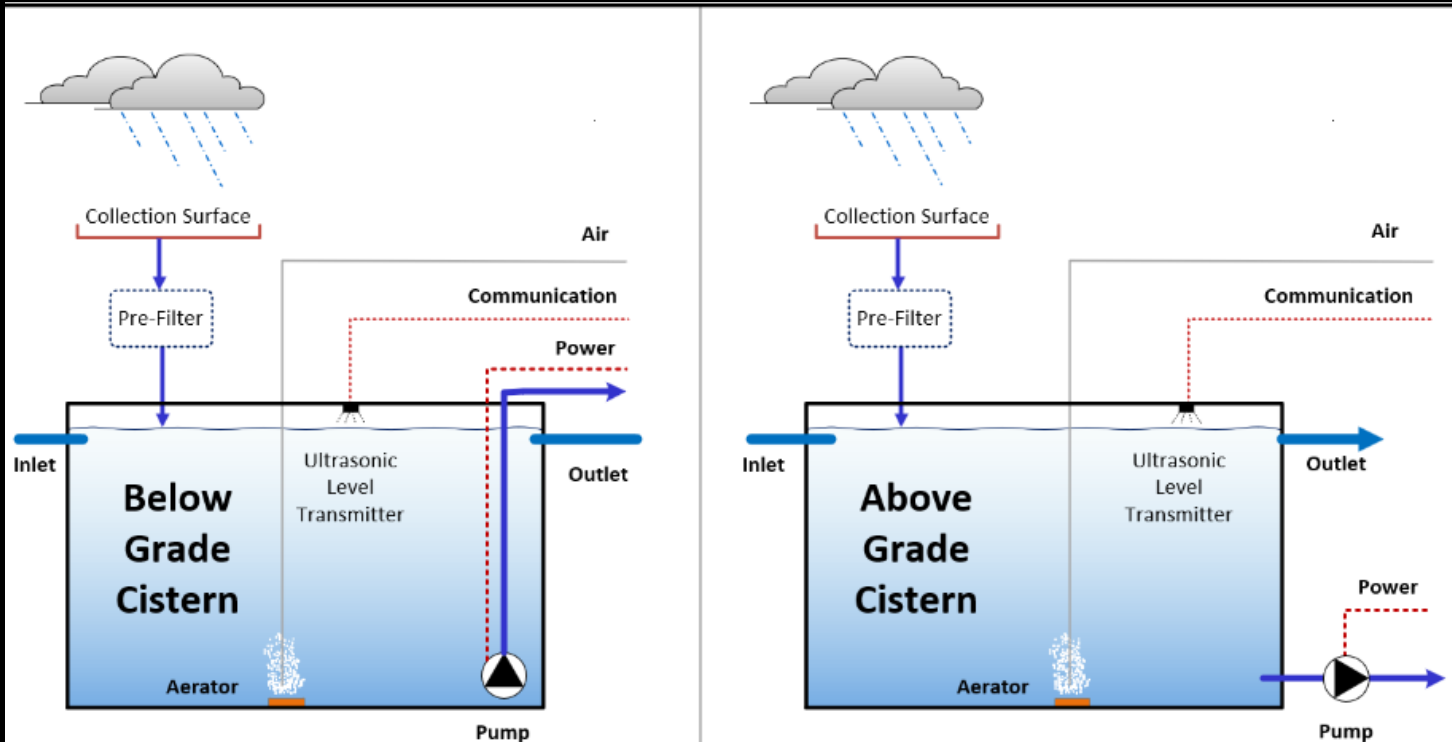 Collection Surface
Air
Communication
Pre-Filter
Power
Inlet
Ultrasonic
Level
Transmitter
Outlet
Below
Grade
Cistern
Aerator
Pump
Collection Surface
Air
Communication
Pre-Filter
Inlet
Ultrasonic
Level
Transmitter
Outlet
Above
Grade
Cistern
Power
Aerator
Pump